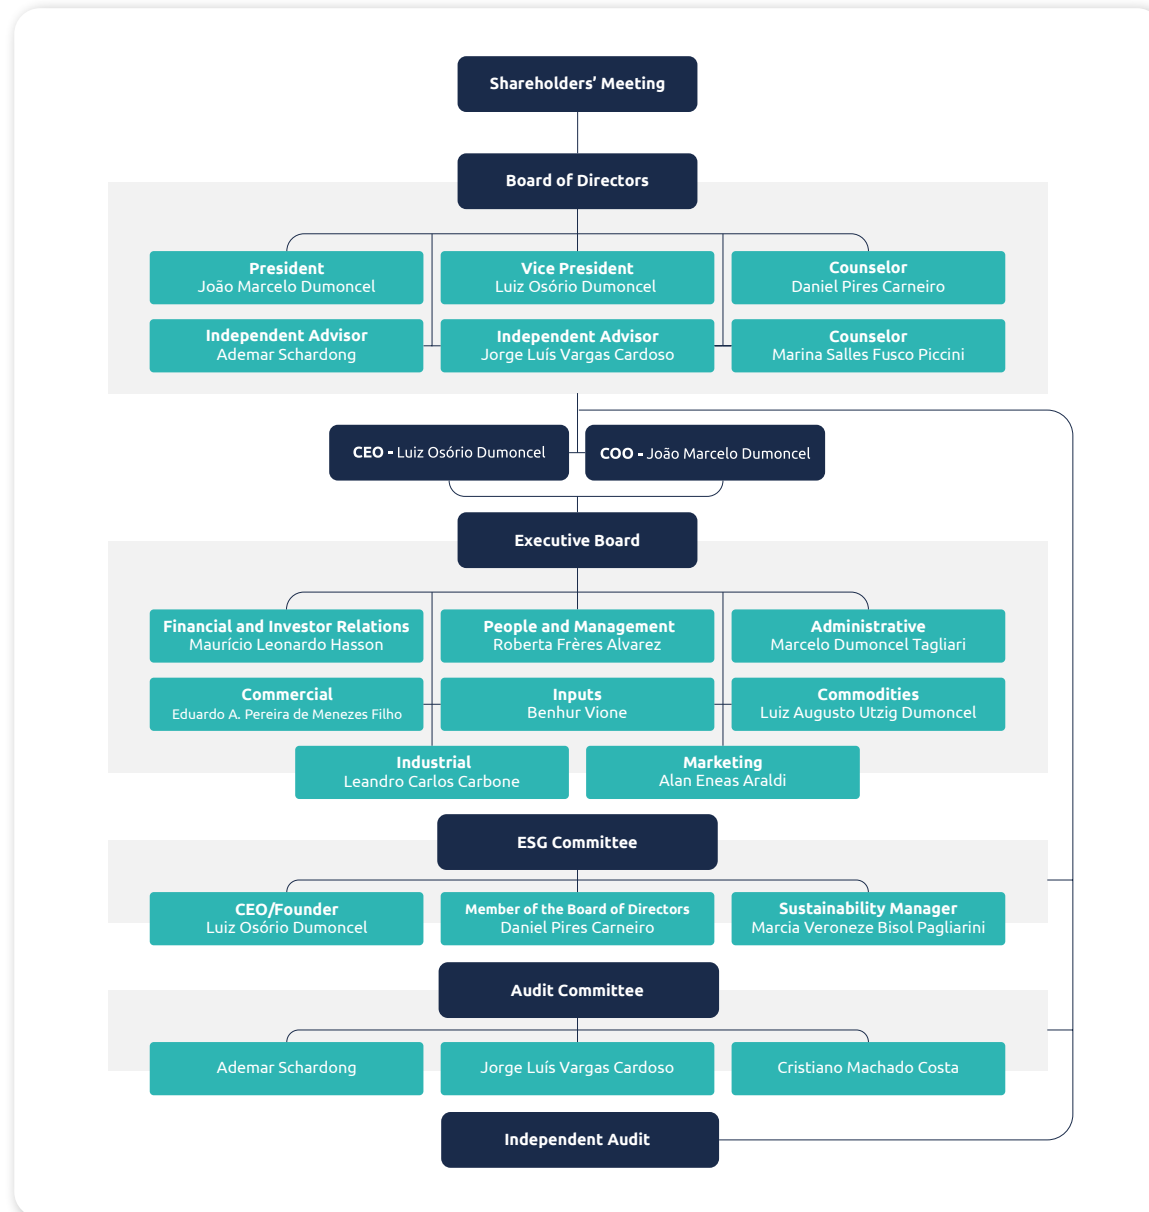 Shareholders’ Meeting
Board of Directors
President
João Marcelo Dumoncel
Vice President
Luiz Osório Dumoncel
Counselor
Daniel Pires Carneiro
Independent Advisor
Ademar Schardong
Independent Advisor
Jorge Luís Vargas Cardoso
Counselor
Marina Salles Fusco Piccini
CEO - Luiz Osório Dumoncel
COO - João Marcelo Dumoncel
Executive Board
Financial and Investor Relations
Maurício Leonardo Hasson
People and Management
Roberta Frères Alvarez
Administrative
Marcelo Dumoncel Tagliari
Commercial
Eduardo A. Pereira de Menezes Filho
Inputs
Benhur Vione
Commodities
Luiz Augusto Utzig Dumoncel
Industrial
Leandro Carlos Carbone
Marketing
Alan Eneas Araldi
ESG Committee
CEO/Founder
Luiz Osório Dumoncel
Member of the Board of Directors
Daniel Pires Carneiro
Sustainability Manager
Marcia Veroneze Bisol Pagliarini
Audit Committee
Ademar Schardong
Jorge Luís Vargas Cardoso
Cristiano Machado Costa
Independent Audit